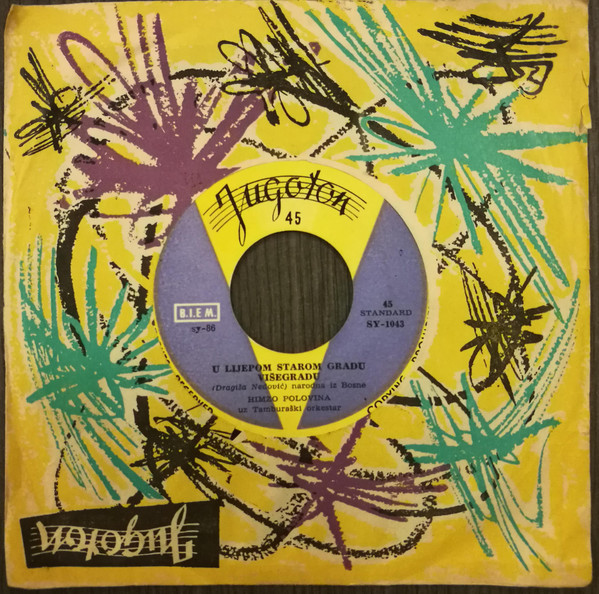 Jugoton
45
B.I.E.M.
sy-86
45
STANDARD
SY-1043
U LIJEPOM STAROM GRADU
VIŠEGRADU
(Dragiša Nešović) narodna iz Bosne
HIMZO POLOVINA
uz Tamburaški orkestar
Jugoton